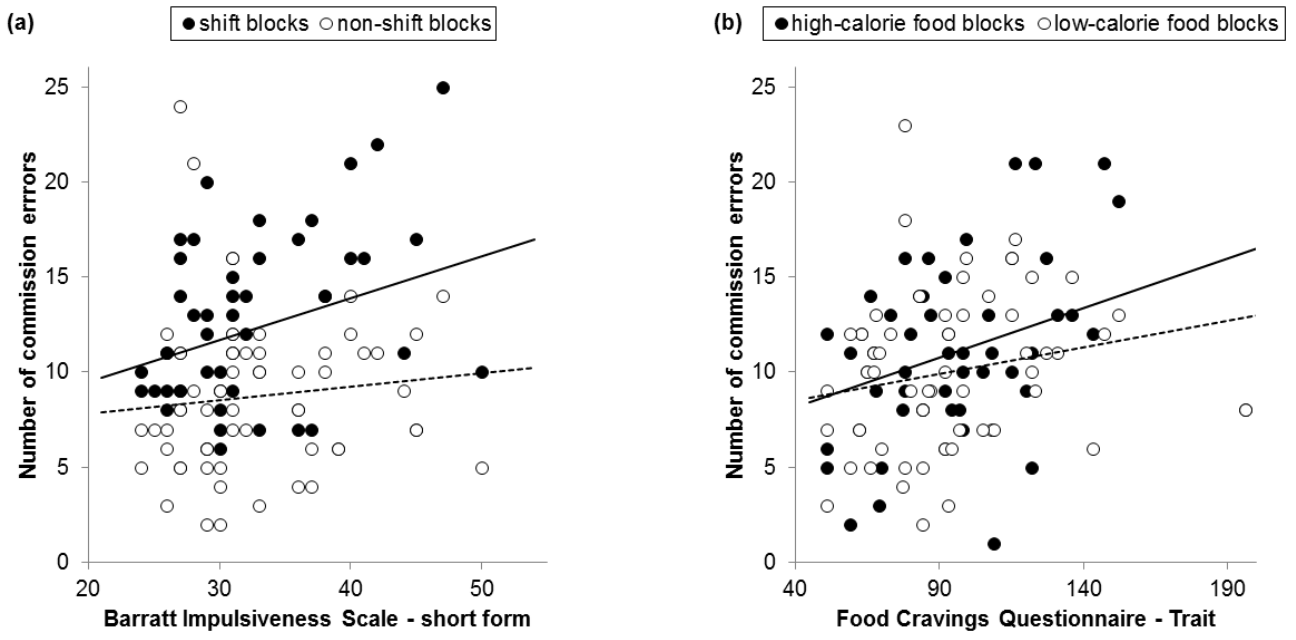 (a)
● shift blocks ○ non-shift blocks
Number of commission errrors
25
20
15
10
5
0
20 30 40 50
Barratt Impulsiveness Scale - short form
(b)
● high-calorie food blocks ○ low-calorie food blocks
Number of commission errrors
25
20
15
10
5
0
40 90 140 190
Food Cravings Questionnaire - Trait